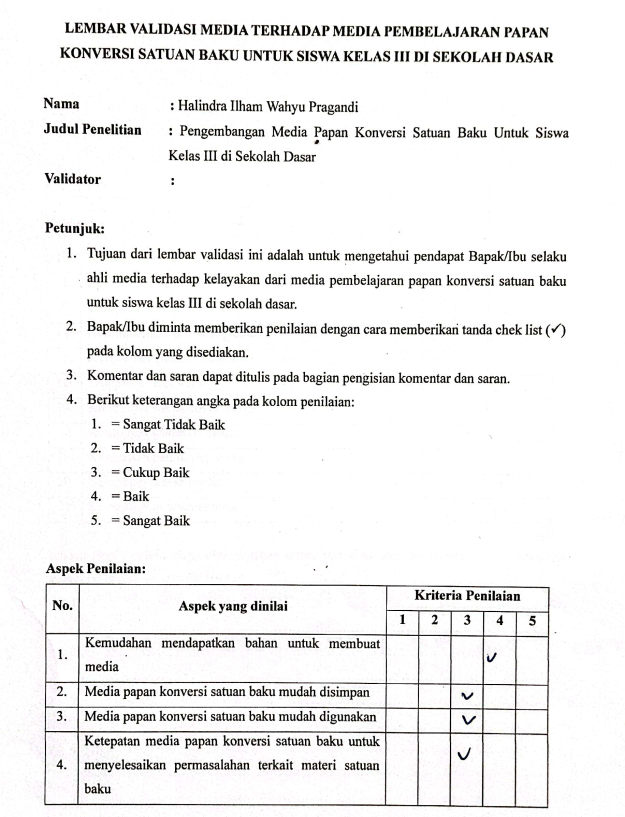 LEMBAR VALIDASI MEDIA TERHADAP MEDIA PEMBELAJARAN PAPAN
KONVERSI SATUAN BAKU UNTUK SISWA KELAS III DI SEKOLAH DASAR
Nama : Halindra Ilham Wahyu Pragandi
Judul Penelitian : Pengembangan Media Papan Konversi Satuan Baku Untuk Siswa
Kelas III di Sekolah Dasar
Validator :
Petunjuk:
1. Tujuan dari lembar validasi ini adalah untuk mengetahui pendapat Bapak/Ibu selaku
ahli media terhadap kelayakan dari media pembelajaran papan konversi satuan baku
untuk siswa kelas III di sekolah dasar.
2. Bapak/Ibu diminta memberikan penilaian dengan cara memberikan tanda chek list (✓)
pada kolom yang disediakan.
3. Komentar dan saran dapat ditulis pada bagian pengisian komentar dan saran.
4. Berikut keterangan angka pada kolom penilaian:
1. = Sangat Tidak Baik
2. = Tidak Baik
3. = Cukup Baik
4. = Baik
5. = Sangat Baik
Aspek Penilaian:
No. Aspek yang dinilai Kriteria Penilaian
1 2 3 4 5
1. Kemudahan mendapatkan bahan untuk membuat
media ✓
2. Media papan konversi satuan baku mudah disimpan ✓
3. Media papan konversi satuan baku mudah digunakan ✓
4. Ketepatan media papan konversi satuan baku untuk
menyelesaikan permasalahan terkait materi satuan ✓
baku